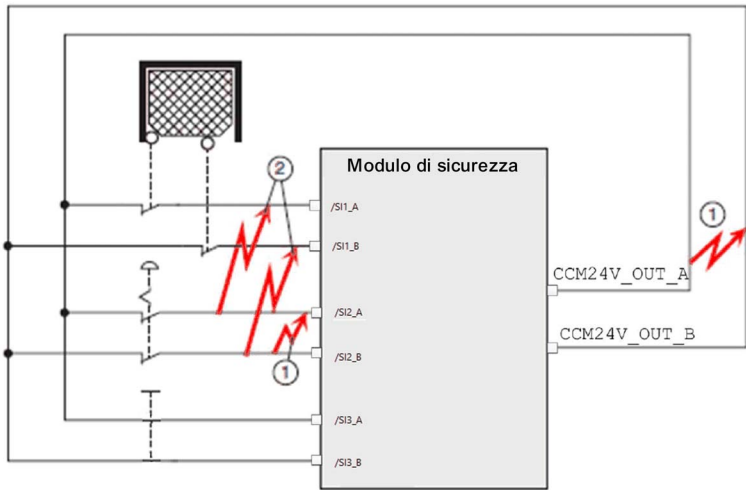 Modulo di sicurezza
2
/SI1_A
1
/SI1_B
CCM24V_OUT_A
/SI2_A
CCM24V_OUT_B
/SI2_B
1
/SI3_A
/SI3_B